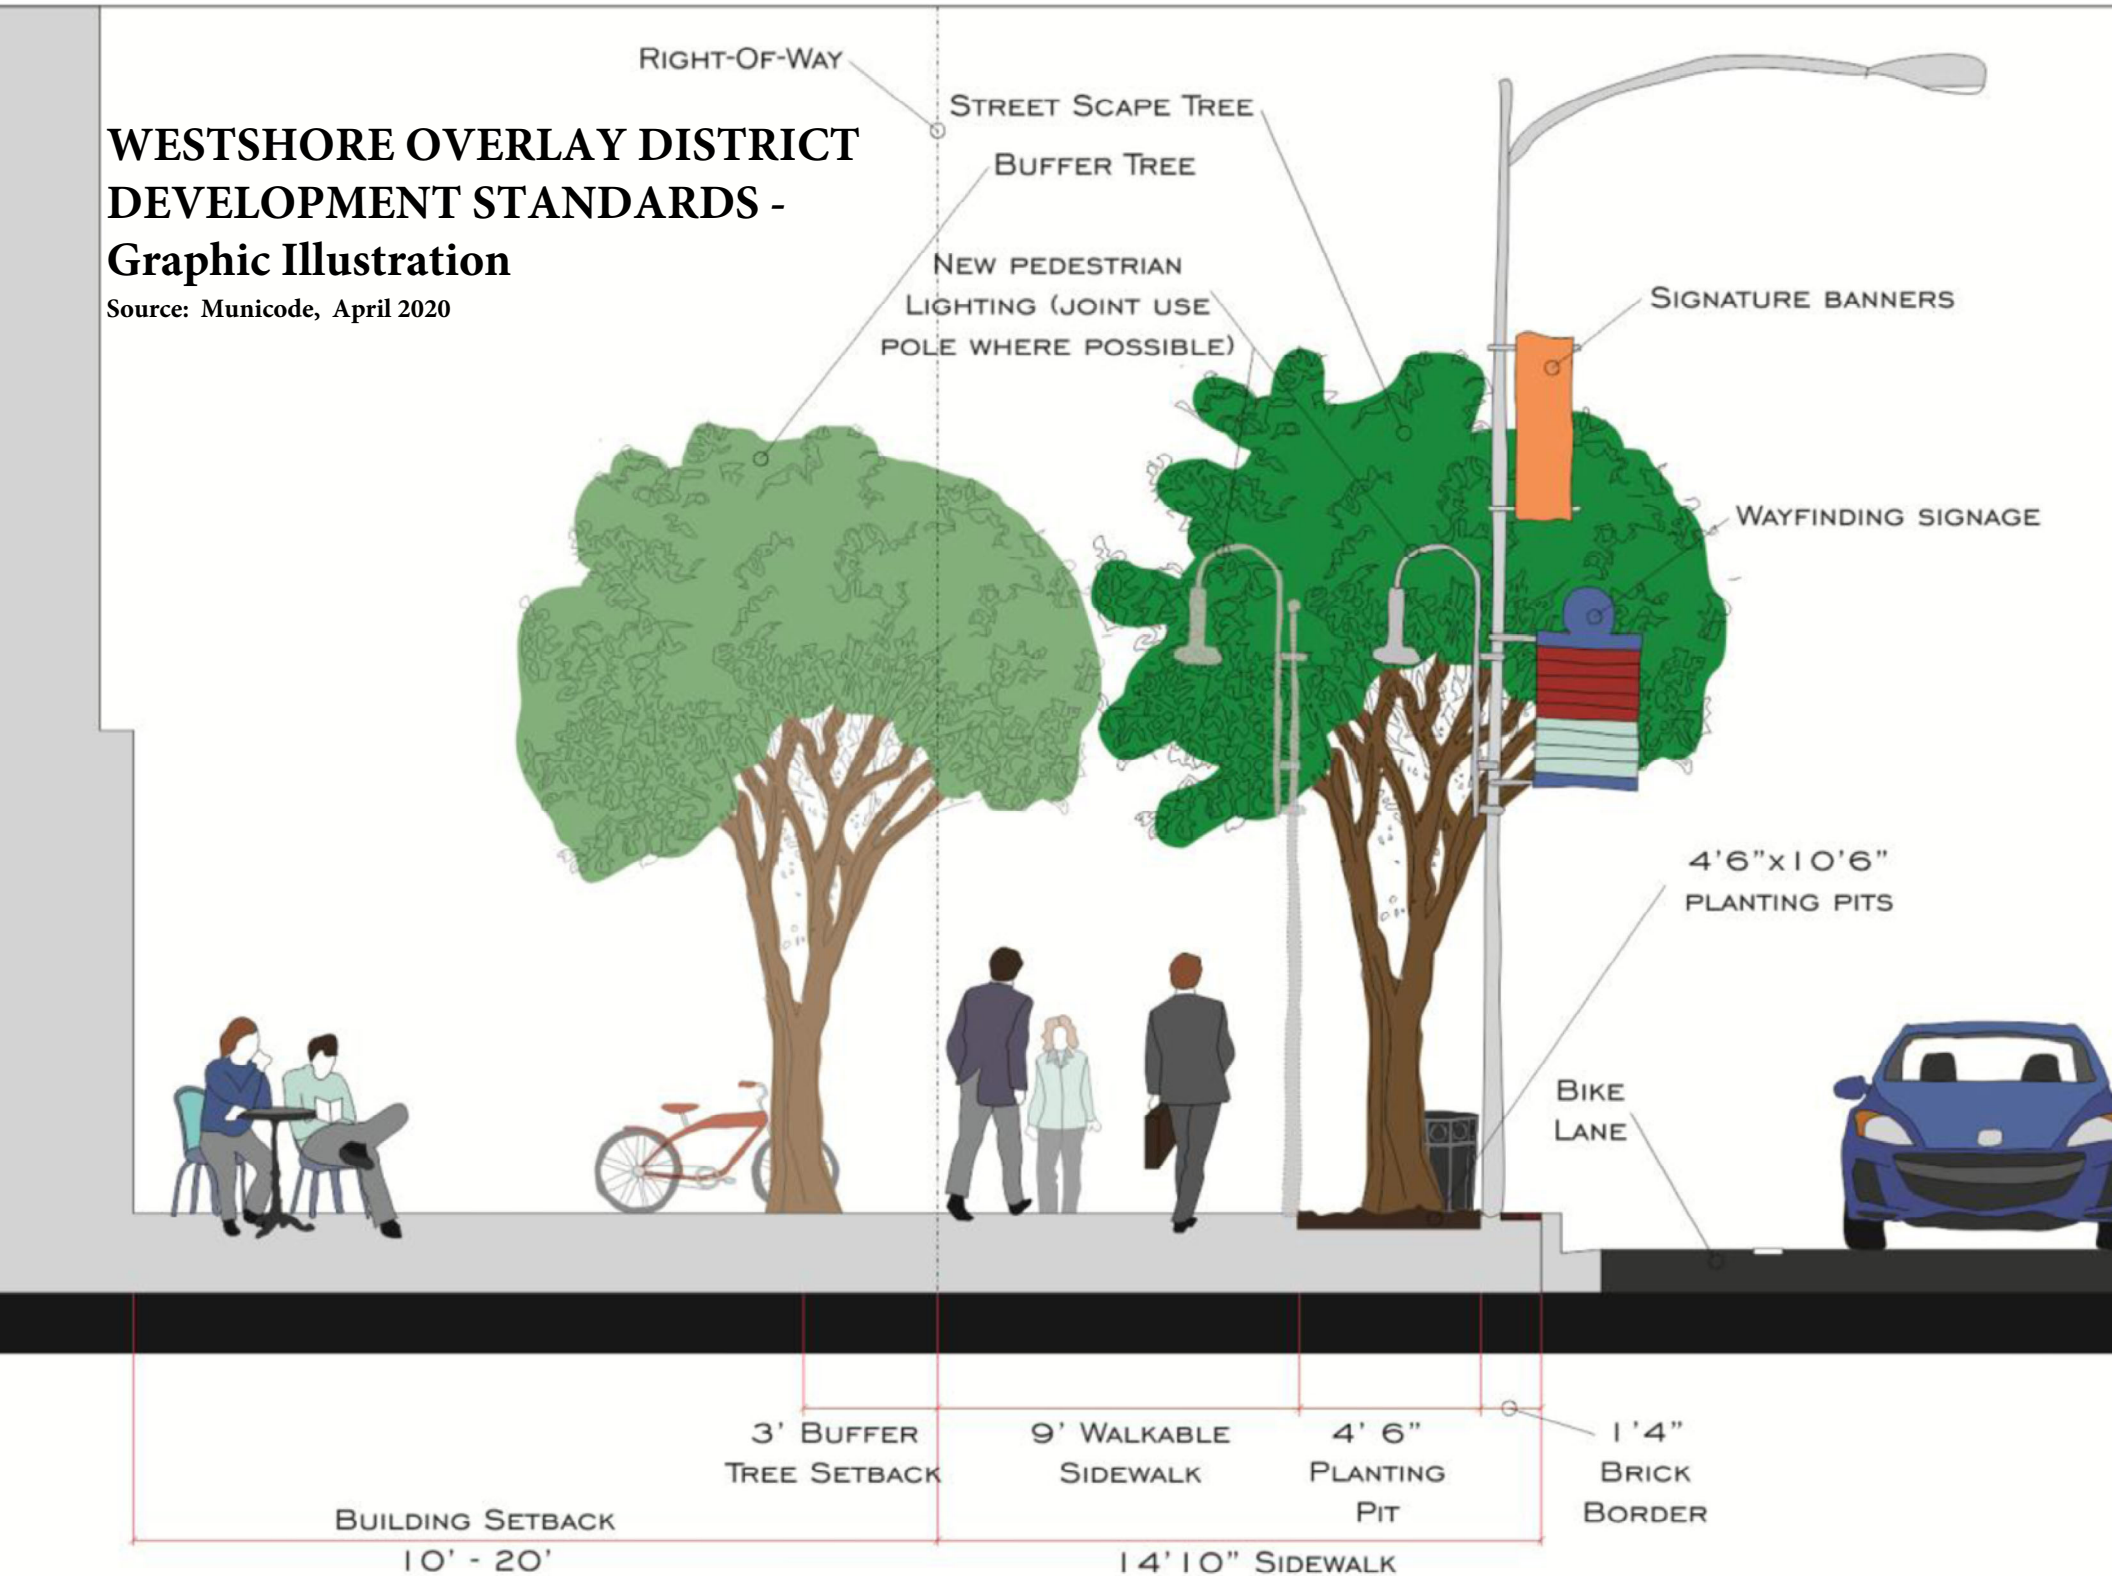 RIGHT-OF-WAY
STREET SCAPE TREE
WESTSHORE OVERLAY DISTRICT
DEVELOPMENT STANDARDS -
Graphic Illustration
Source: Municode, April 2020
BUFFER TREE
NEW PEDESTRIAN
LIGHTING (JOINT USE
POLE WHERE POSSIBLE)
SIGNATURE BANNERS
WAYFINDING SIGNAGE
4'6"x10'6"
PLANTING PITS
BIKE
LANE
3' BUFFER
TREE SETBACK
9' WALKABLE
SIDEWALK
4' 6"
PLANTING
PIT
1'4"
BRICK
BORDER
BUILDING SETBACK
10' - 20'
14'10" SIDEWALK